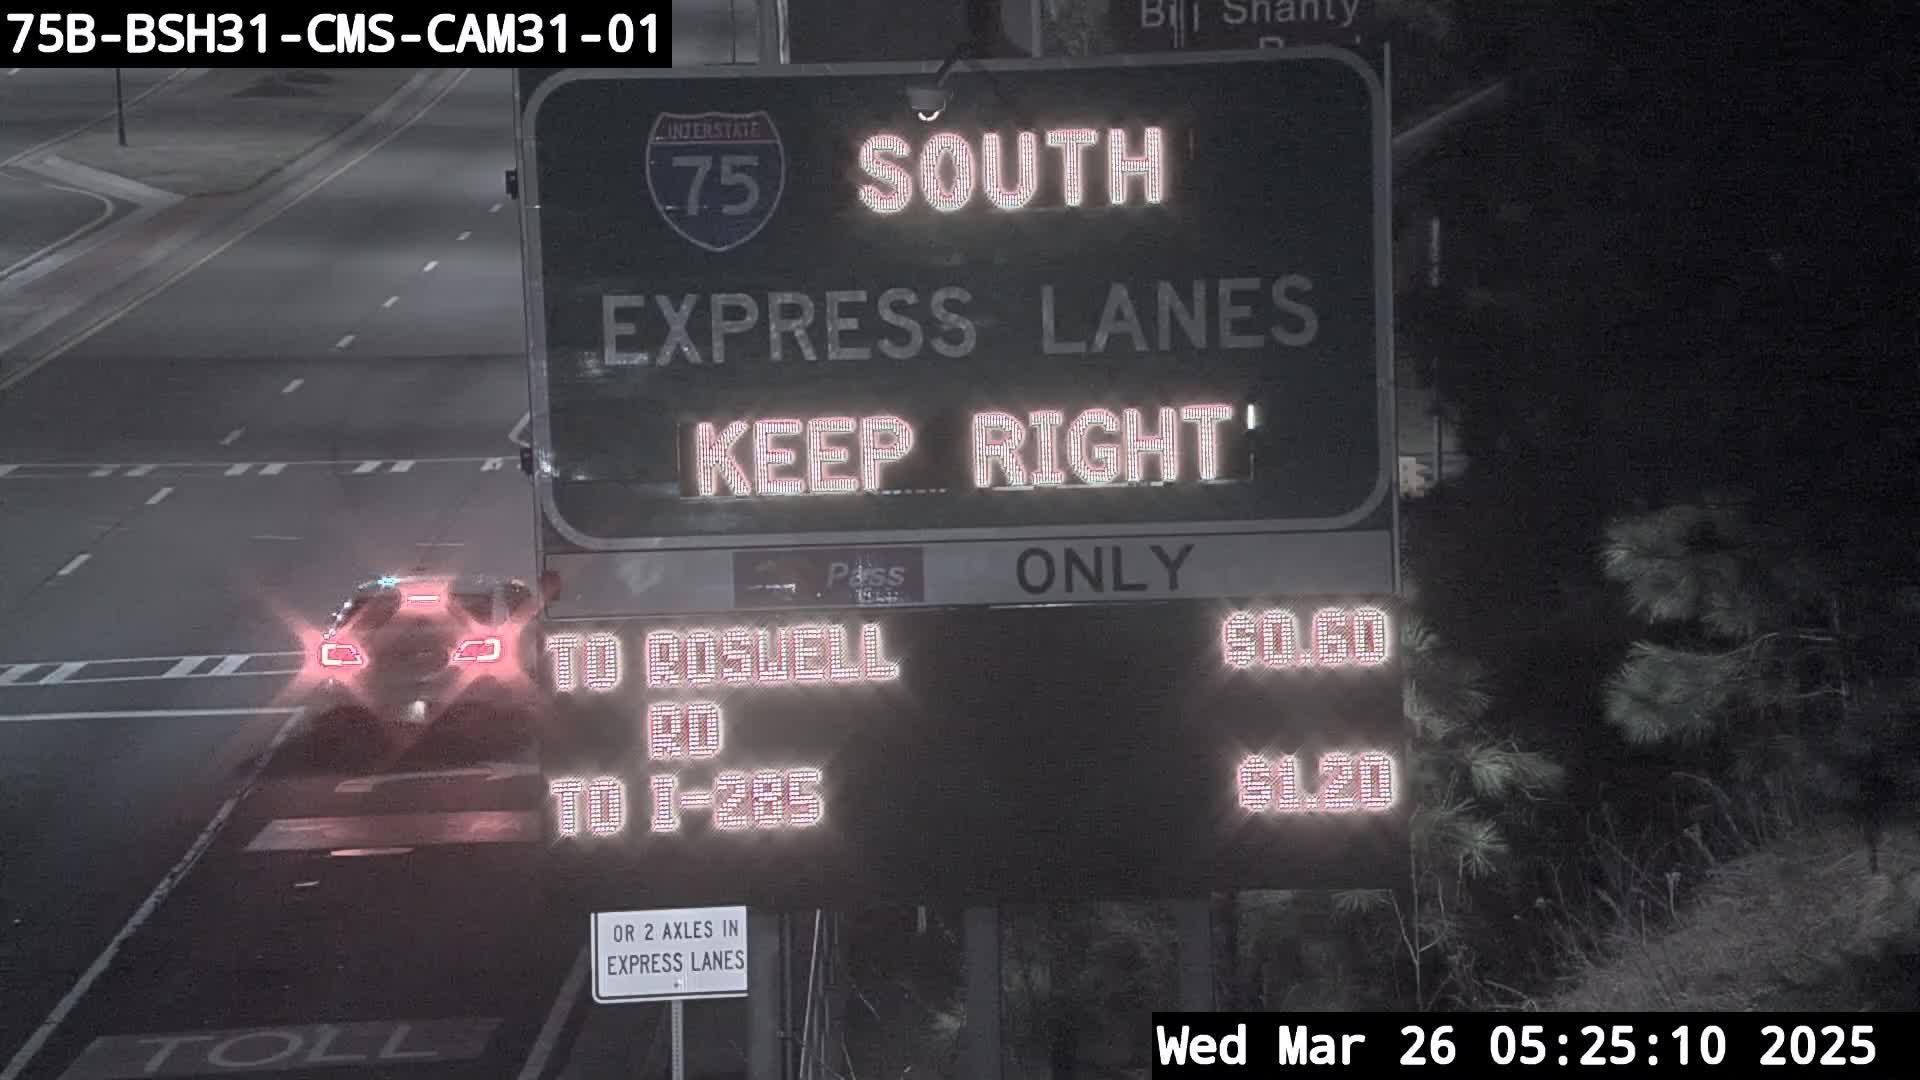 75B-BSH31-CMS-CAM31-01
Shanty
INTERSTATE
75
SOUTH
EXPRESS LANES
KEEP RIGHT
Pass
ONLY
TO ROSWELL $0.60
RD
TO I-285 $1.20
OR 2 AXLES IN
EXPRESS LANES
TOLL
Wed Mar 26 05:25:10 2025